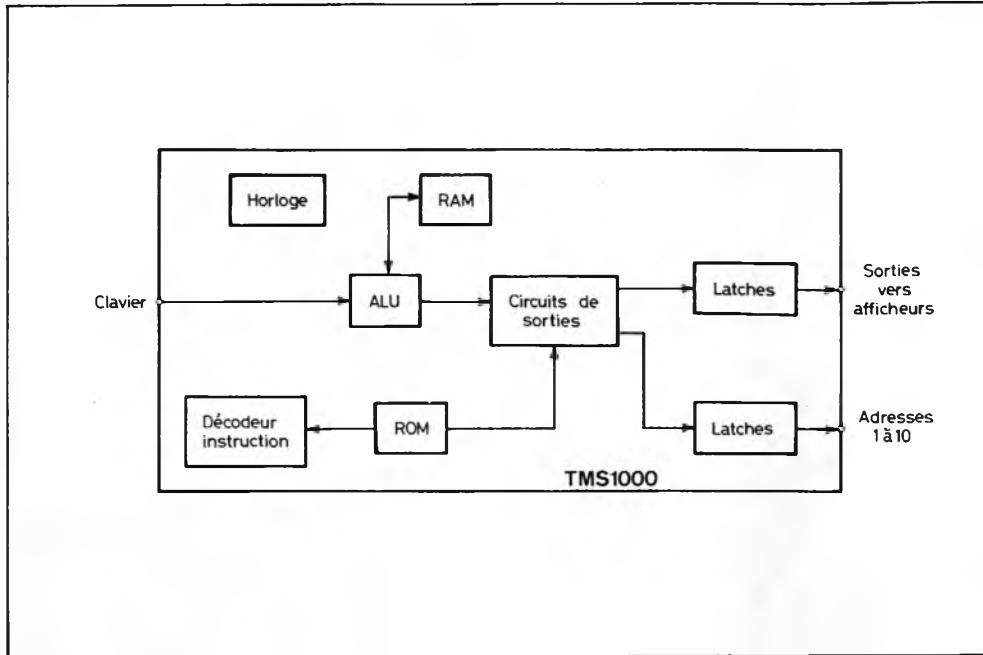 Horloge
RAM
Clavier
ALU
Circuits de
sorties
Latches
Sorties
vers
afficheurs
Décodeur
instruction
ROM
Latches
Adresses
1 à 10
TMS1000